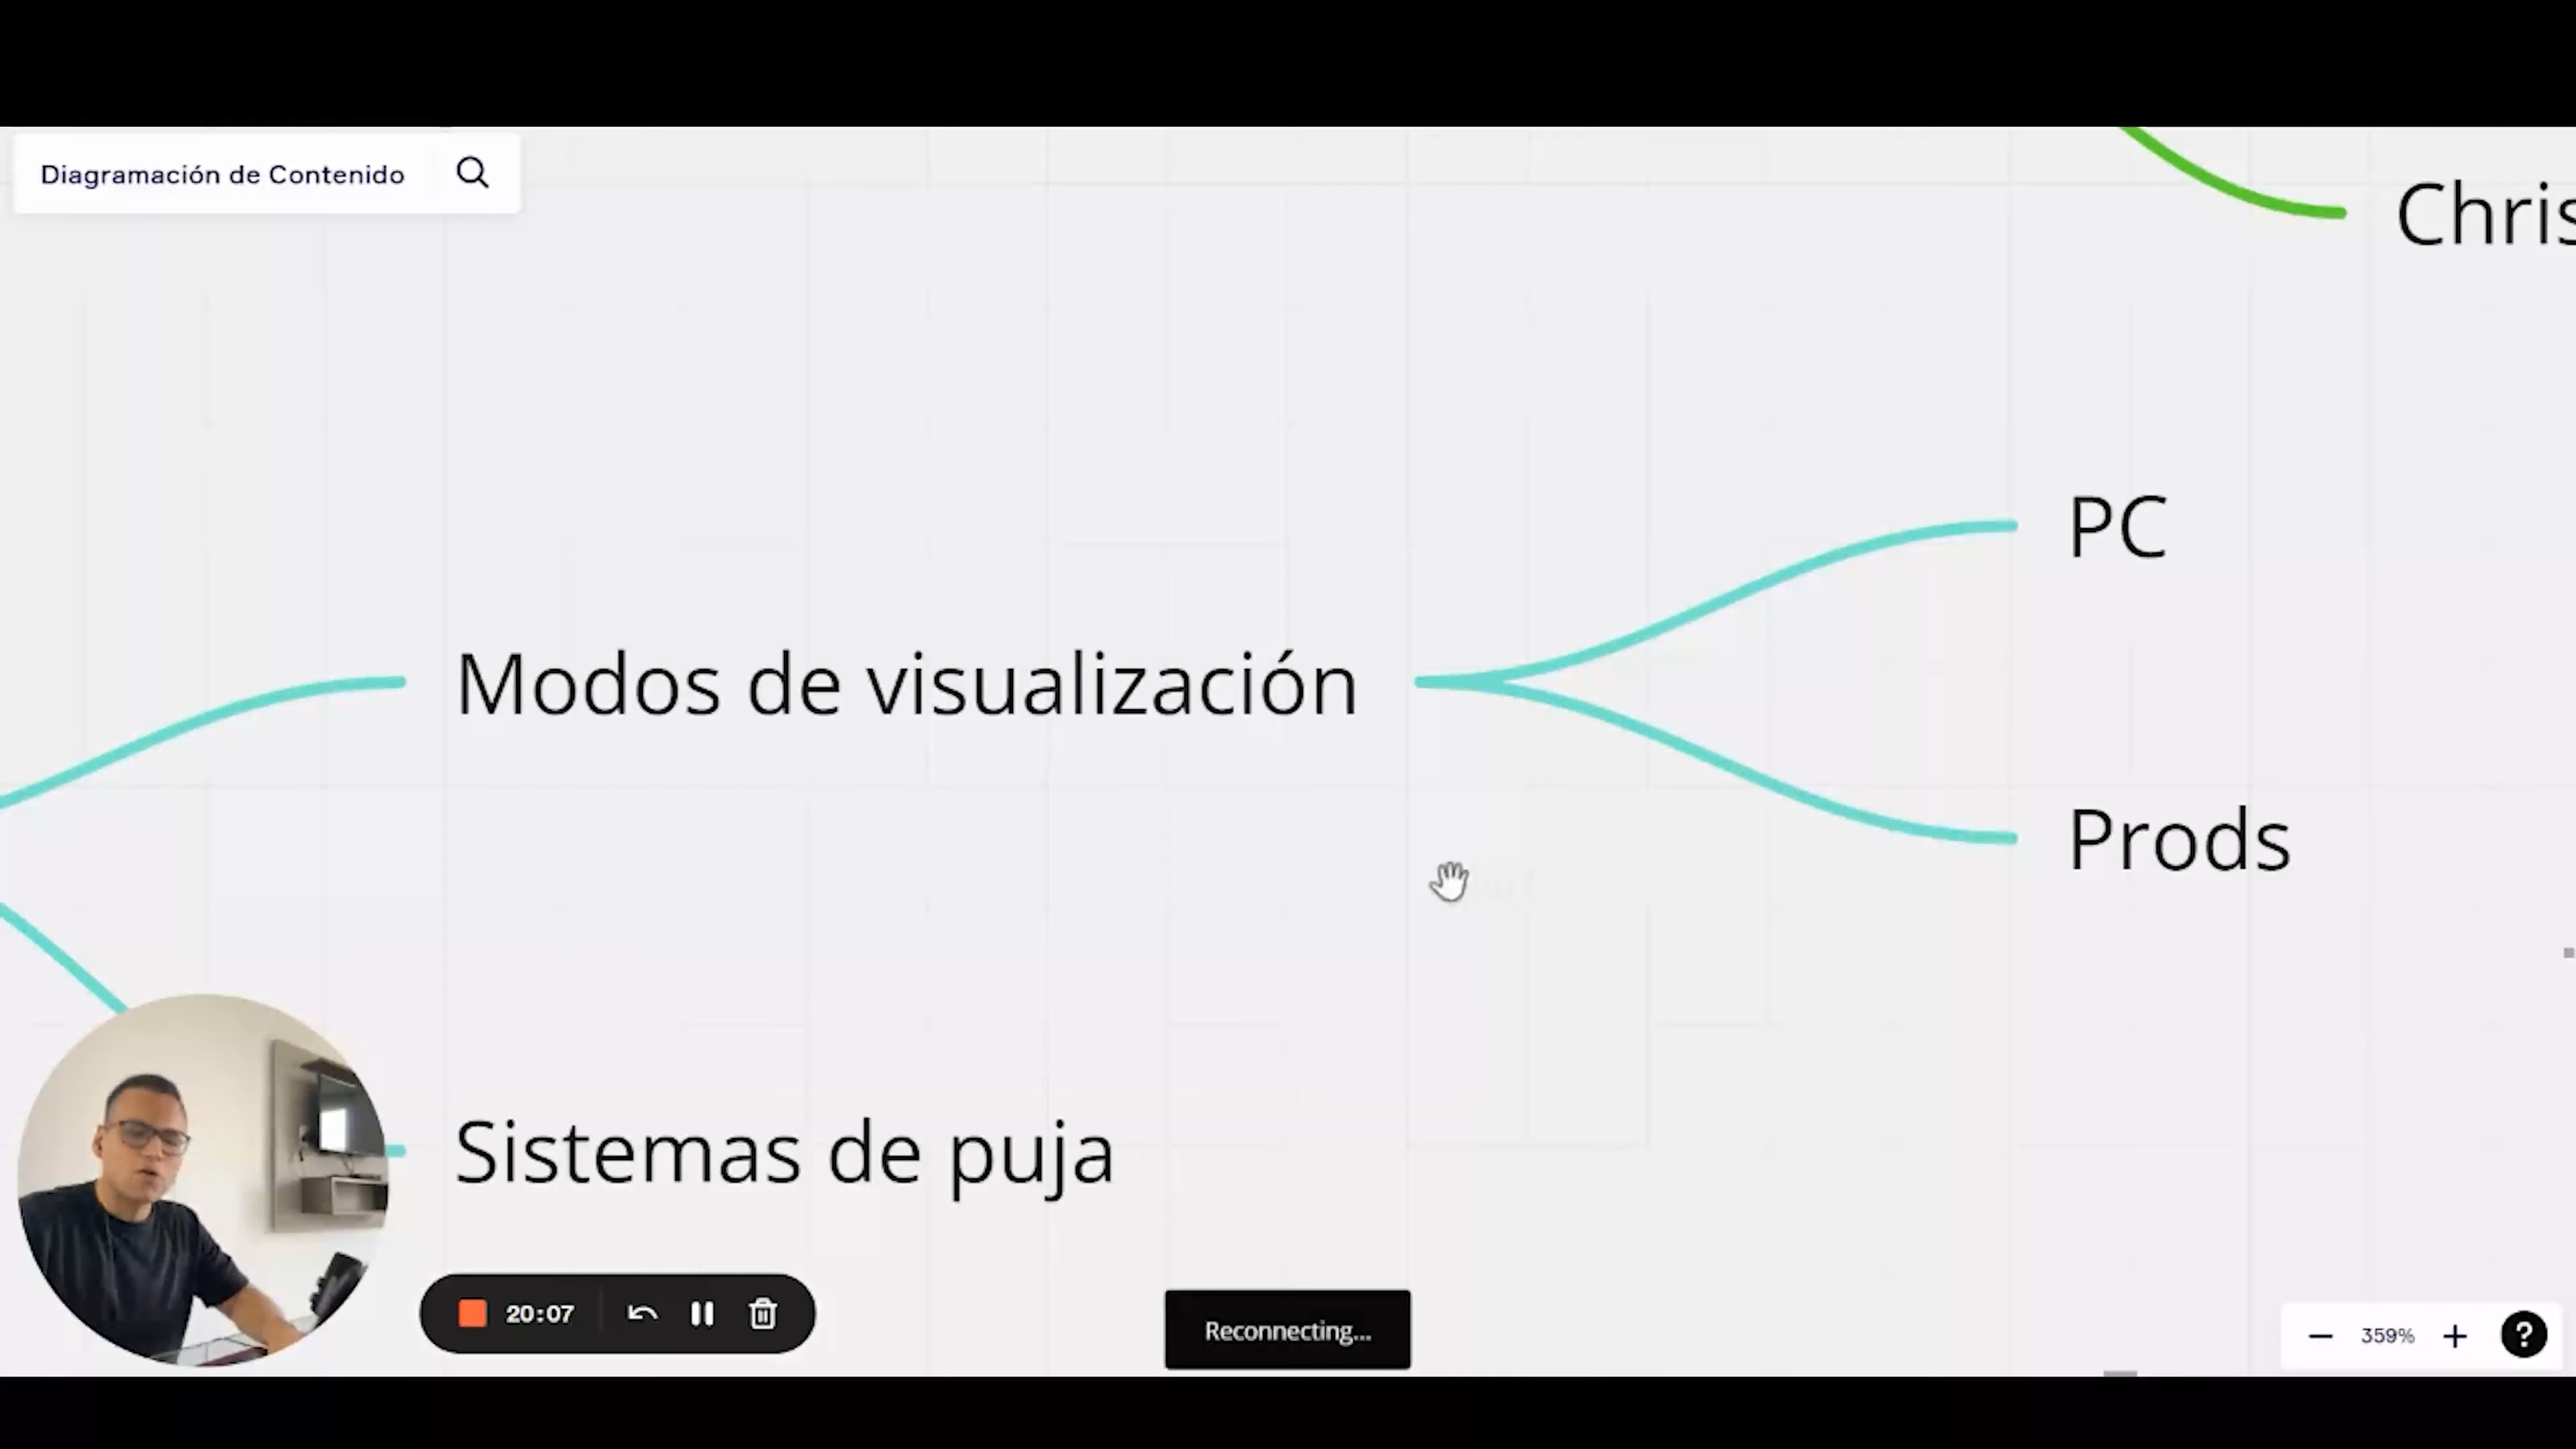 Diagramación de Contenido
Chris
PC
Modos de visualización
Prods
Sistemas de puja
20:07
Reconnecting...
359%
?